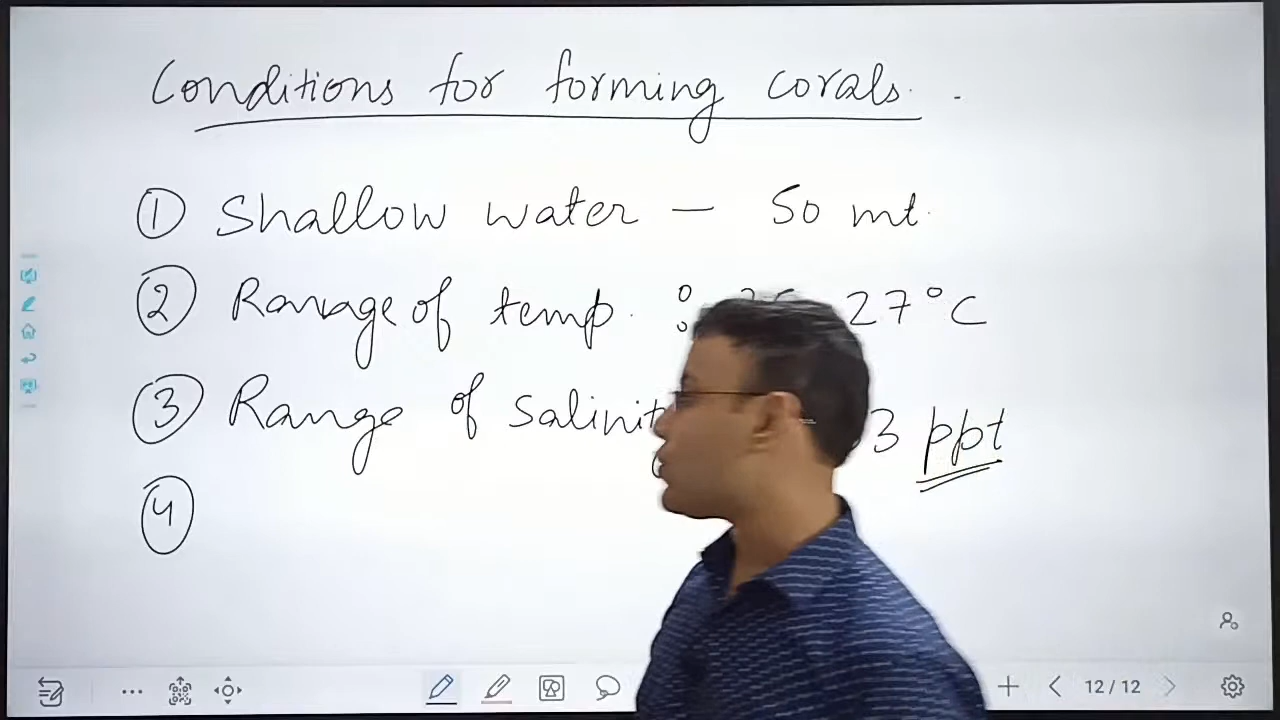 Conditions for forming corals.
① Shallow water — 50 mt.
② Range of temp. : 27°C
③ Range of salinity 3 ppt
④
12 / 12